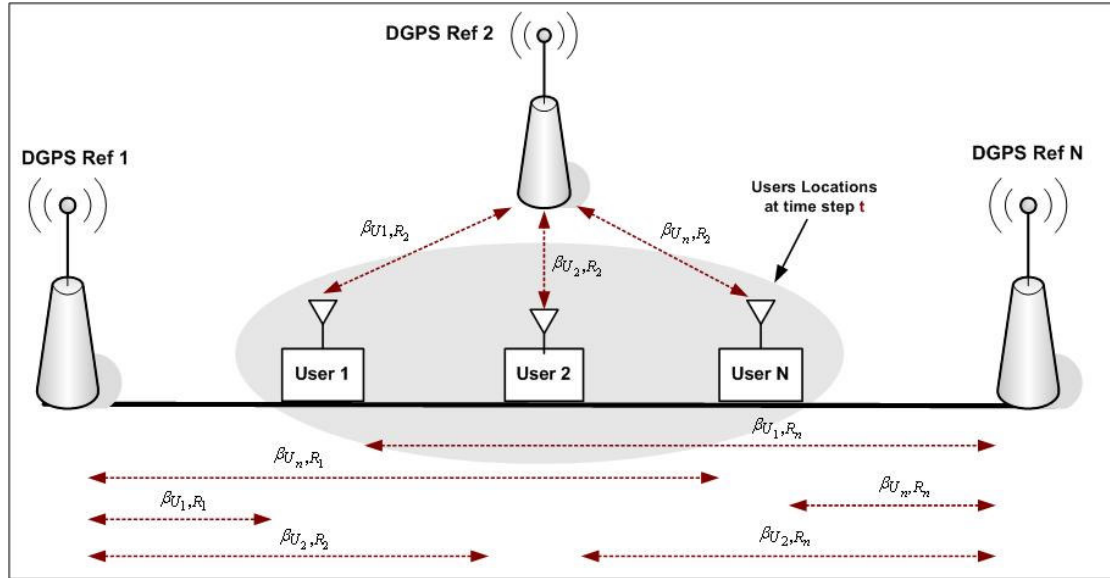 DGPS Ref 2
DGPS Ref 1
DGPS Ref N
Users Locations
at time step t
βU1,R2
βU2,R2
βUn,R2
User 1
User 2
User N
βU1,Rn
βUn,R1
βUn,Rn
βU1,R1
βU2,R2
βU2,Rn